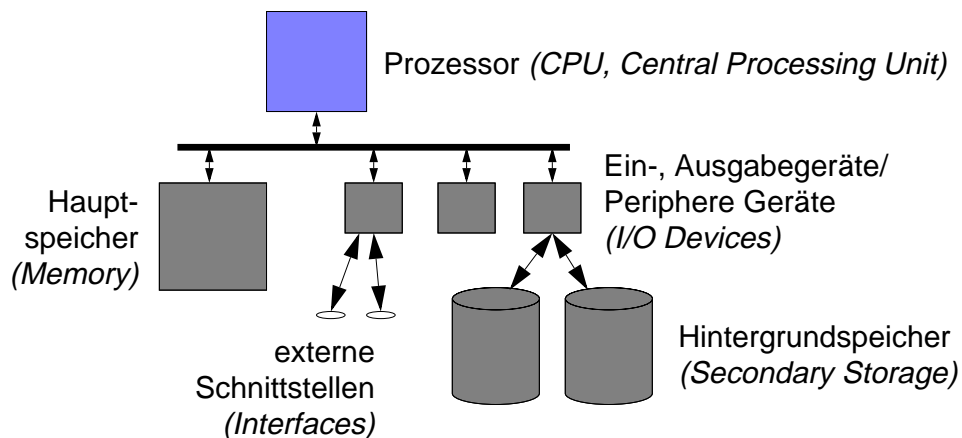 Prozessor (CPU, Central Processing Unit)
Haupt-
speicher
(Memory)
Ein-, Ausgabegeräte/
Periphere Geräte
(I/O Devices)
externe
Schnittstellen
(Interfaces)
Hintergrundspeicher
(Secondary Storage)